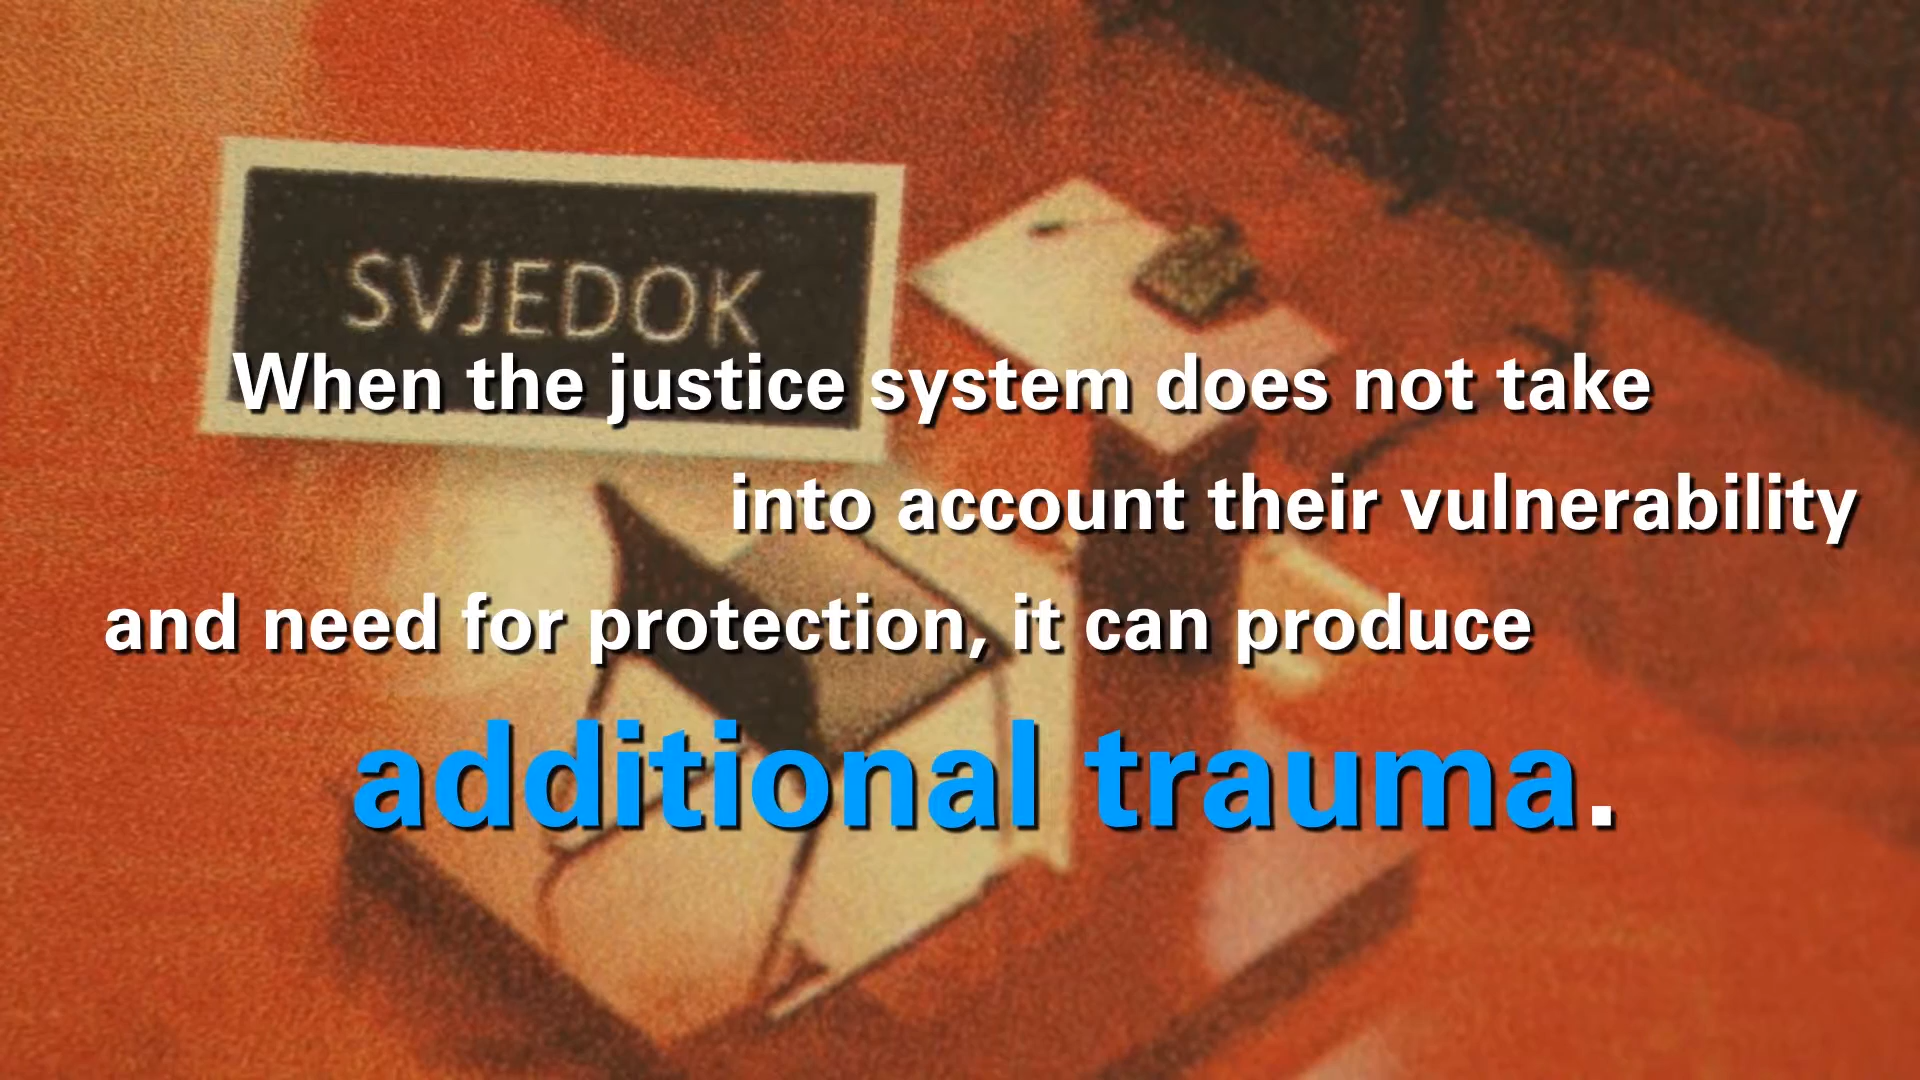 SVJEDOK
When the justice system does not take
into account their vulnerability
and need for protection, it can produce
additional trauma.